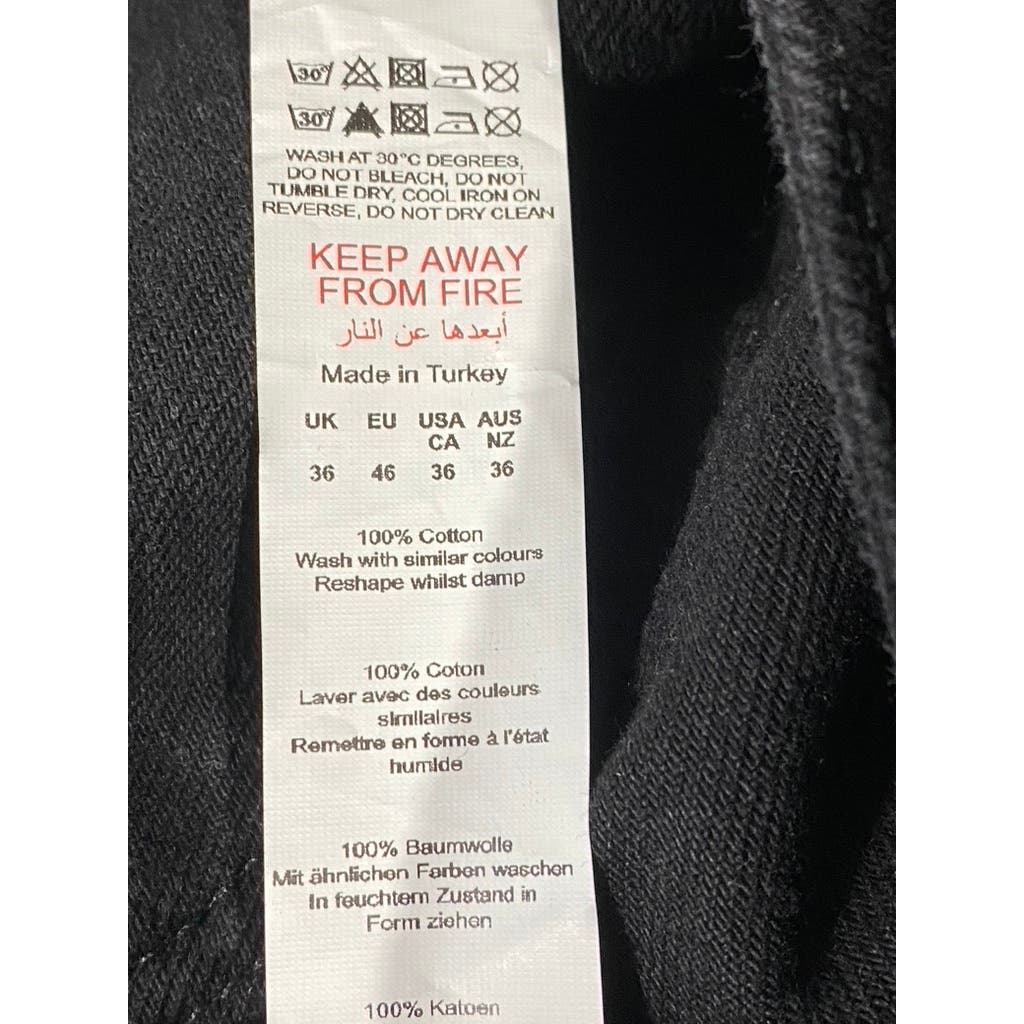 30°
30°
WASH AT 30°C DEGREES,
DO NOT BLEACH, DO NOT
TUMBLE DRY, COOL IRON ON
REVERSE, DO NOT DRY CLEAN
KEEP AWAY
FROM FIRE
أبعدها عن النار
Made in Turkey
UK EU USA AUS
CA NZ
36 46 36 36
100% Cotton
Wash with similar colours
Reshape whilst damp
100% Coton
Laver avec des couleurs
similaires
Remettre en forme à l'état
humide
100% Baumwolle
Mit ähnlichen Farben waschen
In feuchtem Zustand in
Form ziehen
100% Katoen